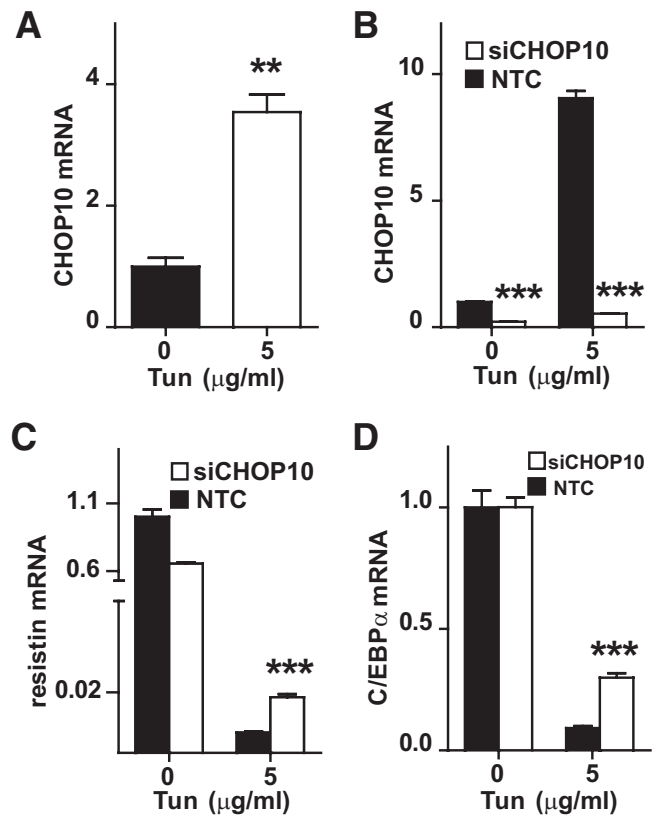 A
CHOP10 mRNA
4
2
0
**
0 5
Tun (μg/ml)
B
CHOP10 mRNA
10
5
0
siCHOP10
NTC
***
***
0 5
Tun (μg/ml)
C
resistin mRNA
1.1
0.6
0.02
siCHOP10
NTC
***
0 5
Tun (μg/ml)
D
C/EBPα mRNA
1.0
0.5
0.0
siCHOP10
NTC
***
0 5
Tun (μg/ml)